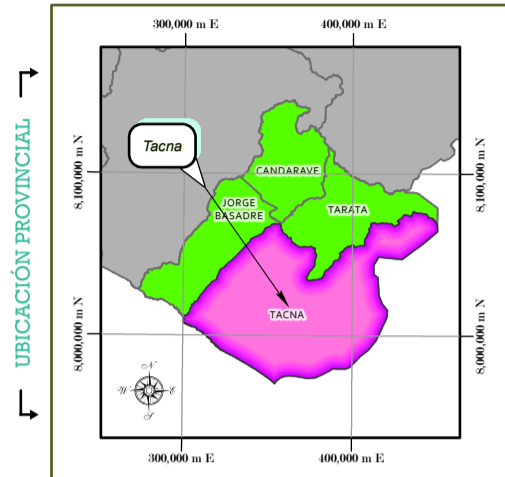 UBICACIÓN PROVINCIAL
300,000 m E
400,000 m E
8,100,000 m N
8,100,000 m N
Tacna
CANDARAVE
JORGE
BASADRE
TARATA
TACNA
8,000,000 m N
8,000,000 m N
N
W
E
S
300,000 m E
400,000 m E